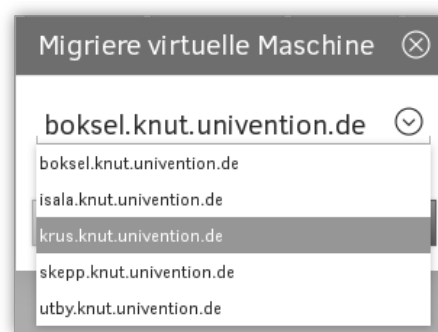 Migriere virtuelle Maschine
boksel.knut.univention.de
boksel.knut.univention.de
isala.knut.univention.de
krus.knut.univention.de
skepp.knut.univention.de
utby.knut.univention.de